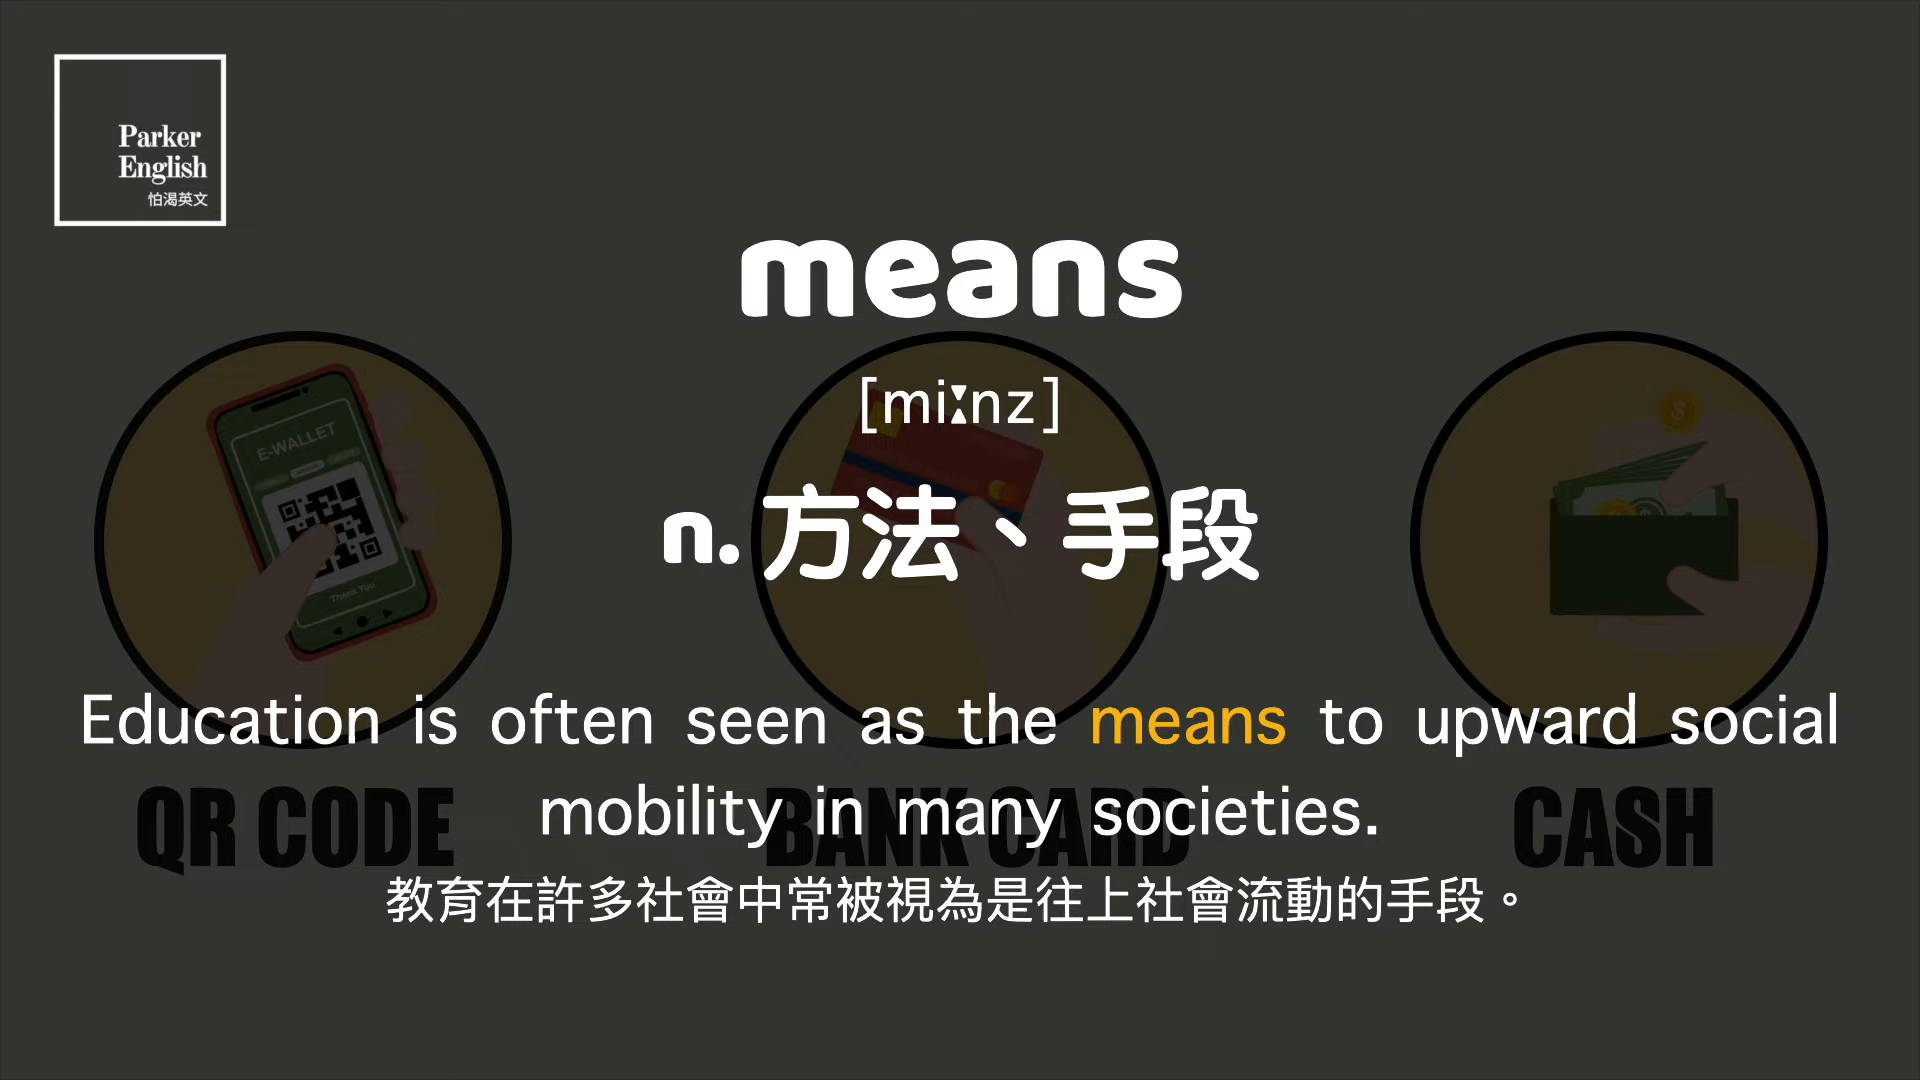 Parker
English
怕渴英文
means
[miːnz]
n. 方法、手段
E-WALLET
Thank You
Education is often seen as the means to upward social
mobility in many societies.
QR CODE
BANK CARD
CASH
教育在許多社會中常被視為是往上社會流動的手段。